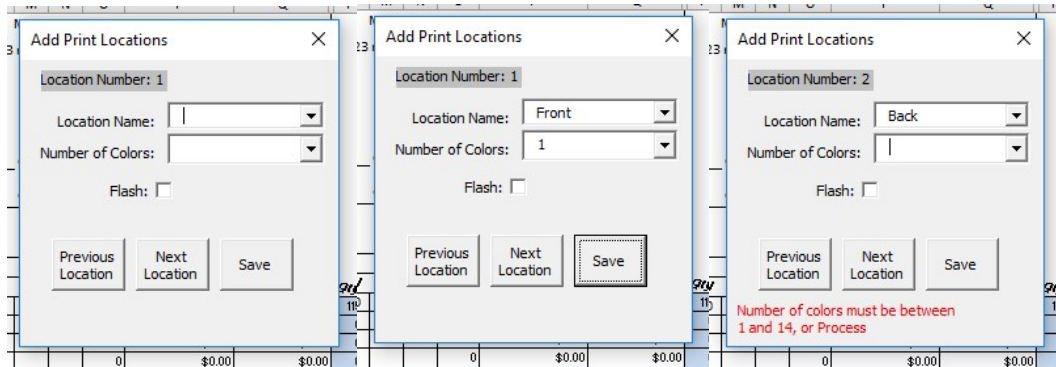 Add Print Locations
Location Number: 1
Location Name:
Number of Colors:
Flash:
Previous Location
Next Location
Save
0 $0.00 $0.00
Add Print Locations
Location Number: 1
Location Name: Front
Number of Colors: 1
Flash:
Previous Location
Next Location
Save
0 $0.00 $0.00
Add Print Locations
Location Number: 2
Location Name: Back
Number of Colors:
Flash:
Previous Location
Next Location
Save
Number of colors must be between
1 and 14, or Process
0 $0.00 $0.00